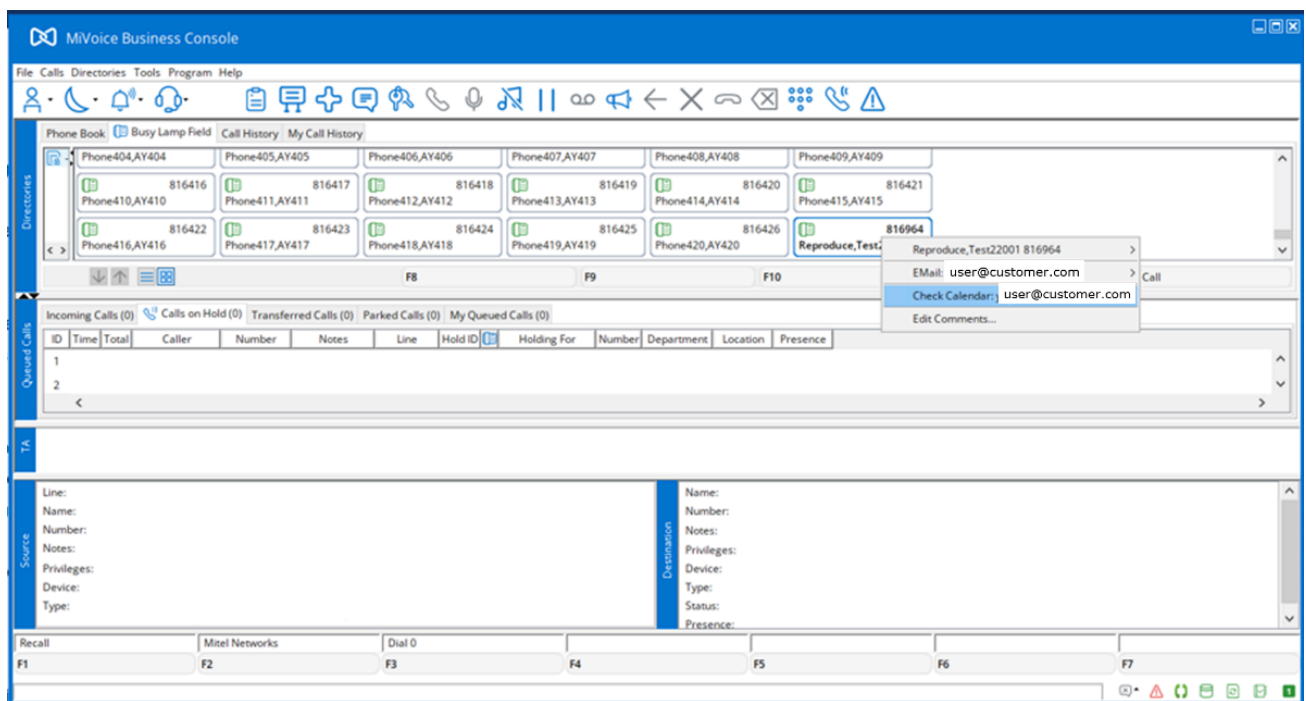 MiVoice Business Console
File Calls Directories Tools Program Help
Phone Book Busy Lamp Field Call History My Call History
Directories
Phone404,AY404 Phone405,AY405 Phone406,AY406 Phone407,AY407 Phone408,AY408 Phone409,AY409
816416 816417 816418 816419 816420 816421
Phone410,AY410 Phone411,AY411 Phone412,AY412 Phone413,AY413 Phone414,AY414 Phone415,AY415
816422 816423 816424 816425 816426 816964
Phone416,AY416 Phone417,AY417 Phone418,AY418 Phone419,AY419 Phone420,AY420 Reproduce,Test2
Reproduce,Test22001 816964
EMail: user@customer.com
Check Calendar: user@customer.com
Edit Comments...
F8 F9 F10 Call
Queued Calls
Incoming Calls (0) Calls on Hold (0) Transferred Calls (0) Parked Calls (0) My Queued Calls (0)
ID Time Total Caller Number Notes Line Hold ID Holding For Number Department Location Presence
1
2
TA
Source
Line:
Name:
Number:
Notes:
Privileges:
Device:
Type:
Destination
Name:
Number:
Notes:
Privileges:
Device:
Type:
Status:
Presence:
Recall Mitel Networks Dial 0
F1 F2 F3 F4 F5 F6 F7
1